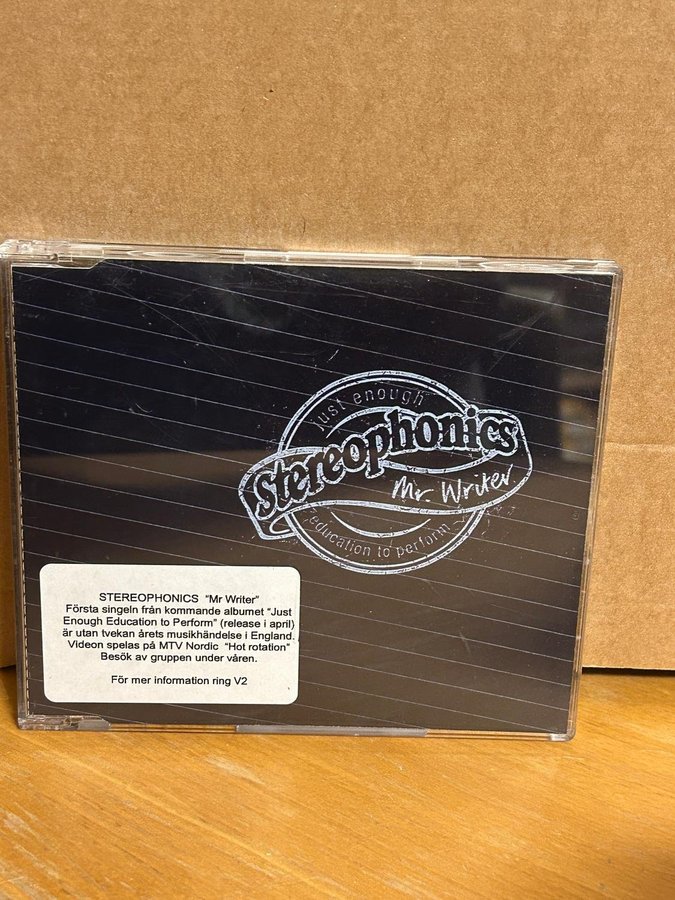 just enough
Stereophonics
Mr Writer
education to perform
STEREOPHONICS "Mr Writer"
Första singeln från kommande albumet "Just
Enough Education to Perform" (release i april)
är utan tvekan årets musikhändelse i England.
Videon spelas på MTV Nordic "Hot rotation"
Besök av gruppen under våren.
För mer information ring V2